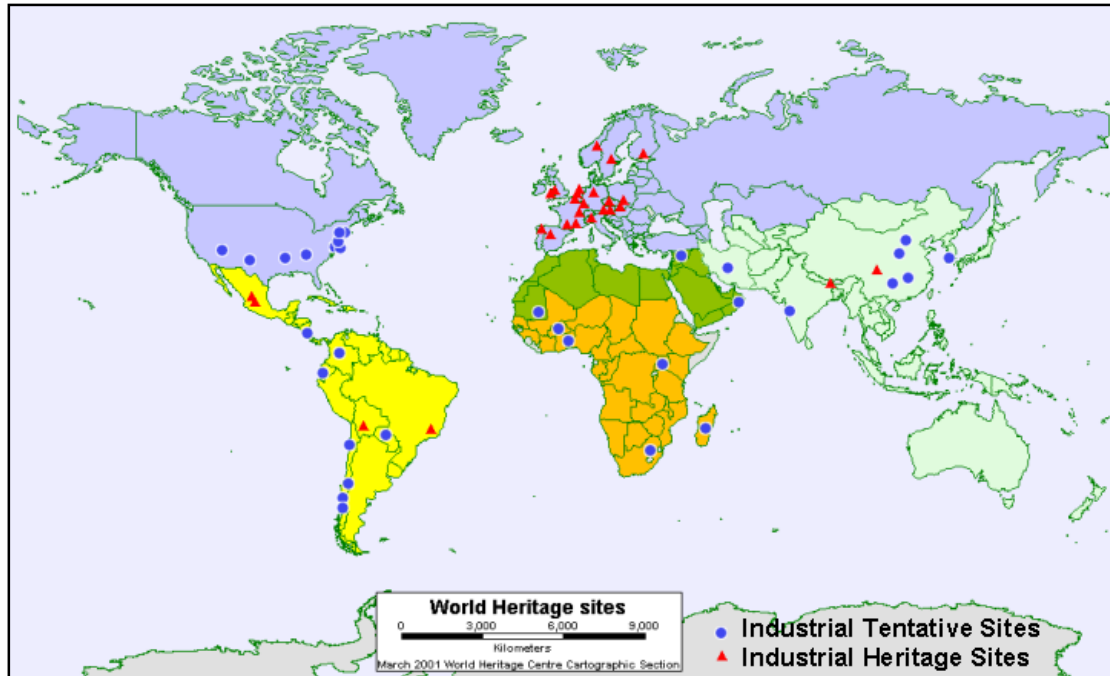 World Heritage sites
0 3,000 6,000 9,000
Kilometers
March 2001 World Heritage Centre Cartographic Section
Industrial Tentative Sites
Industrial Heritage Sites